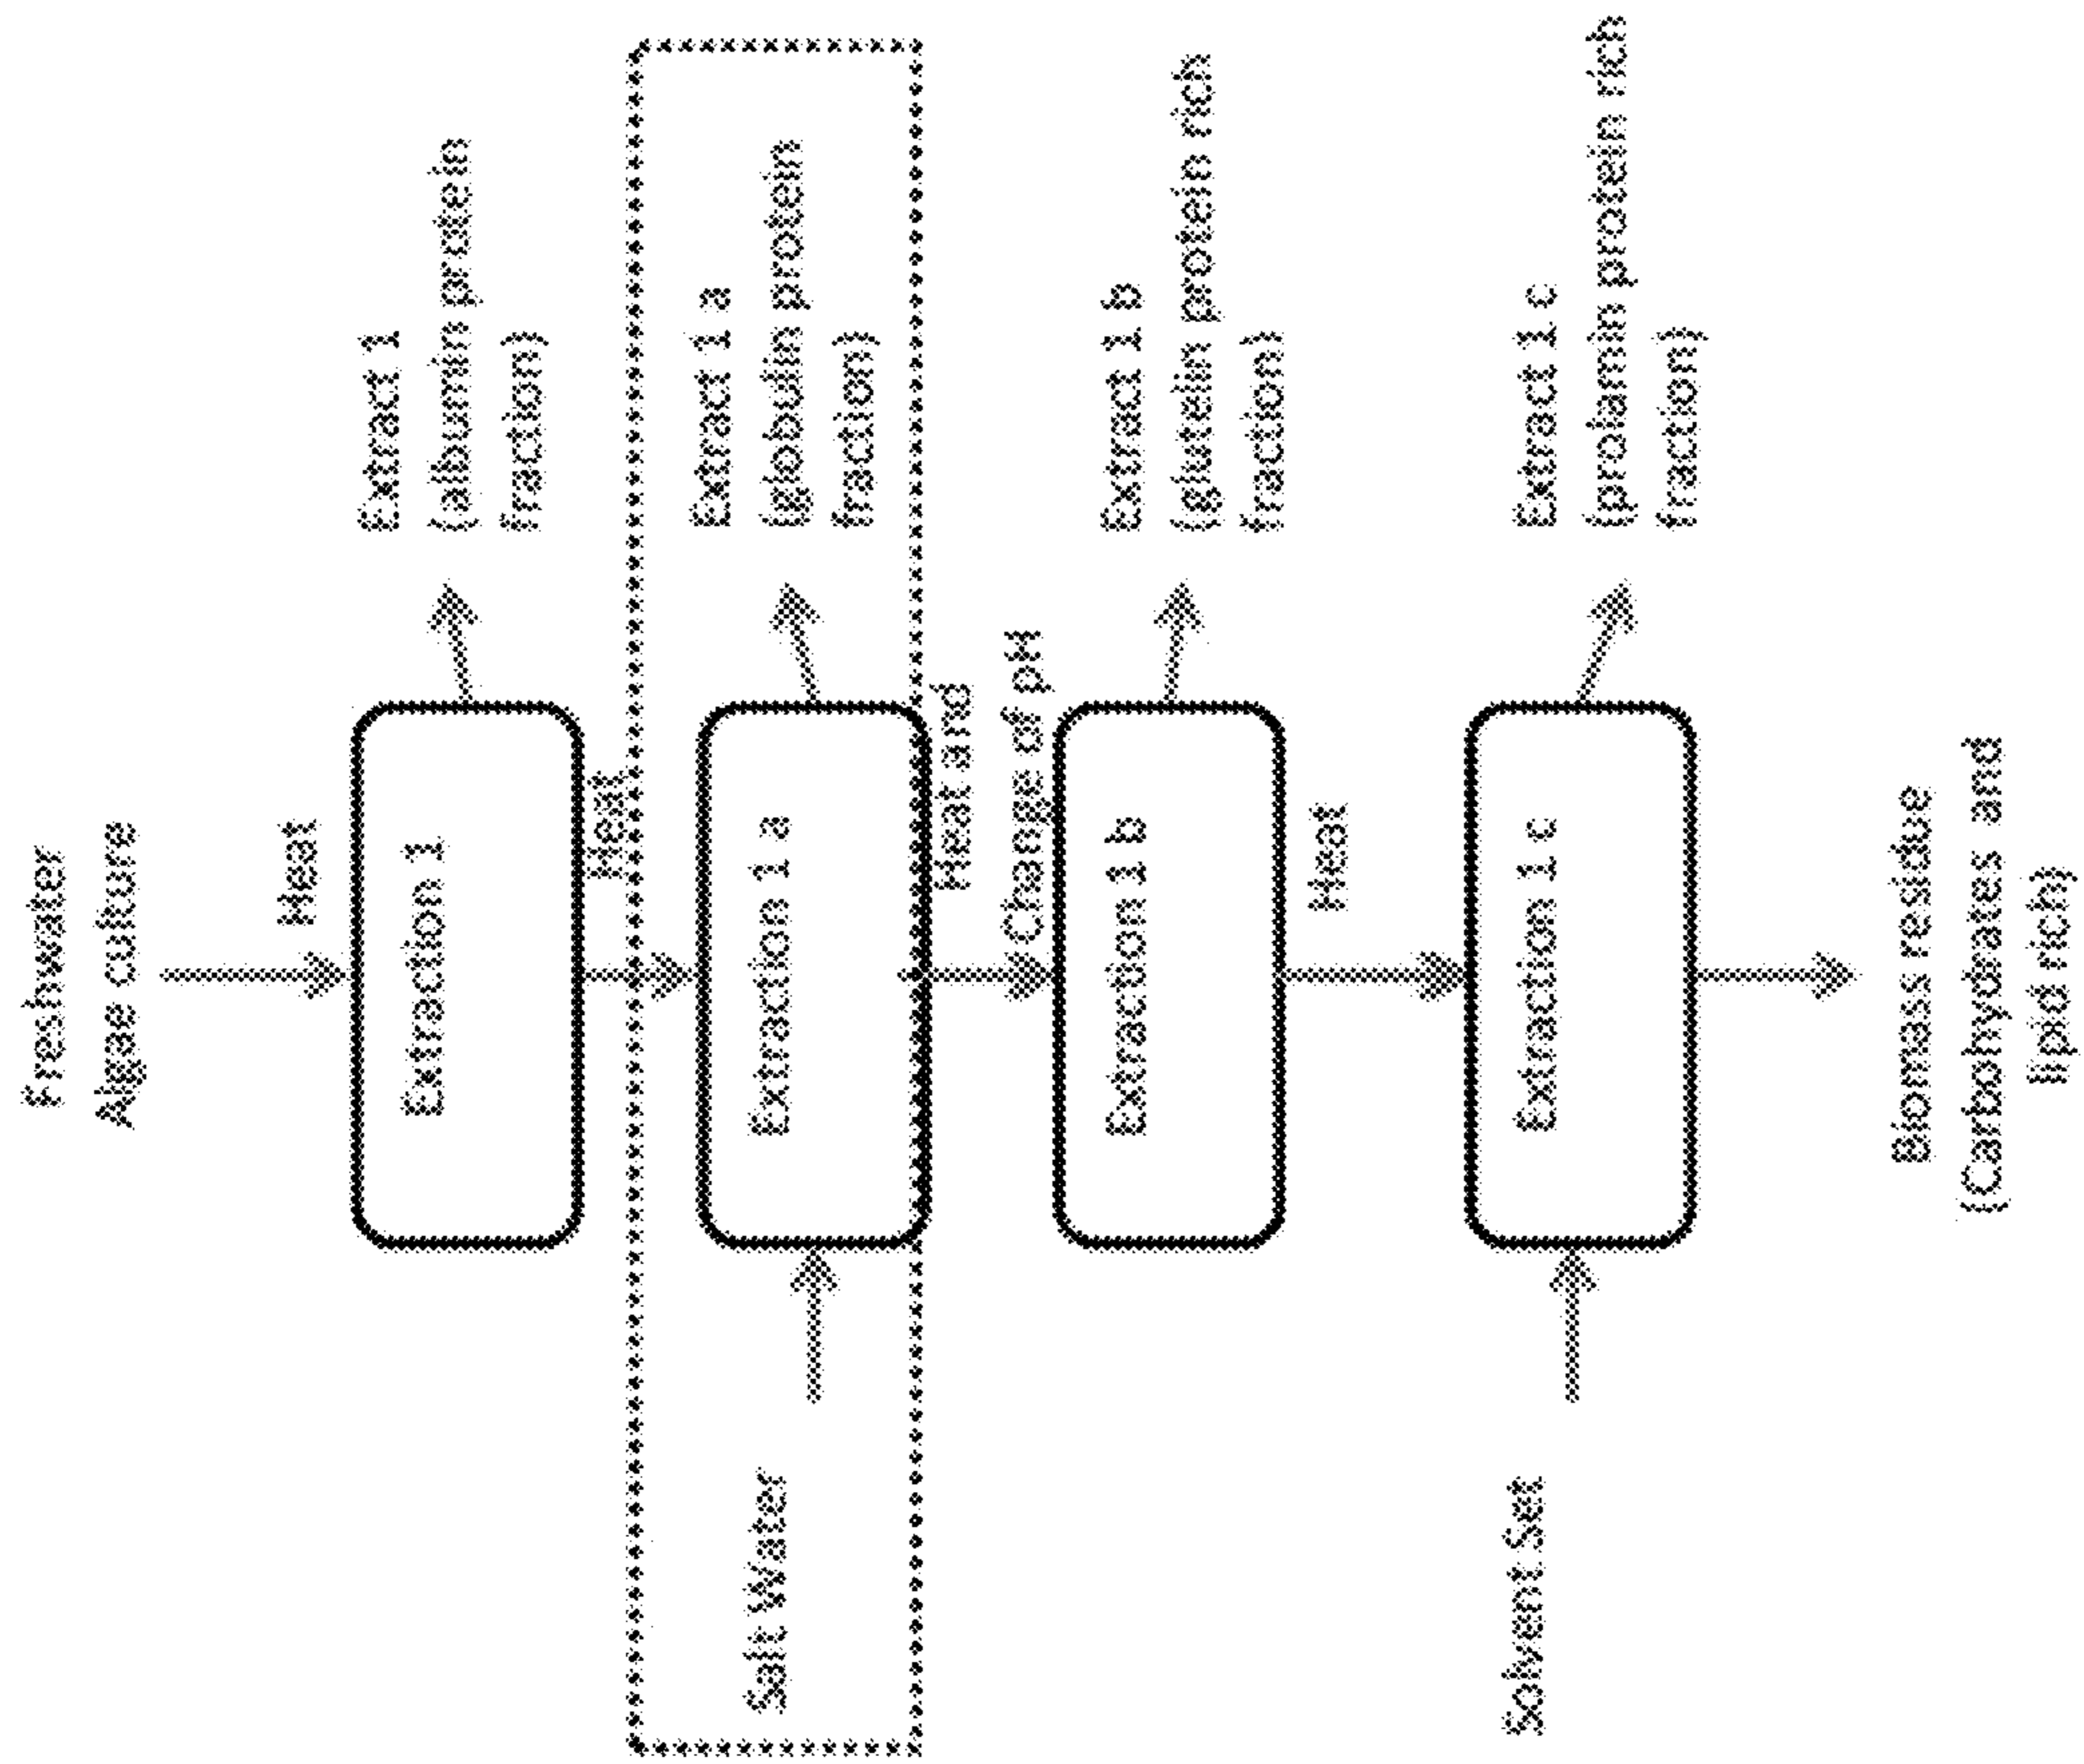 Freshwater
Algae culture
Heat
Extraction 1
Extract 1
(albumin protein
fraction)
Heat
Salt Water
Extraction 1 a
Extract 1 a
(globulin protein
fraction)
Heat and
Change of pH
Extraction 1 b
Extract 1 b
(glutelin protein rich
fraction)
Heat
Solvent Set
Extraction 1 c
Extract 1 c
(prolamin protein rich
fraction)
Biomass residue
(Carbohydrates and
lipid rich)